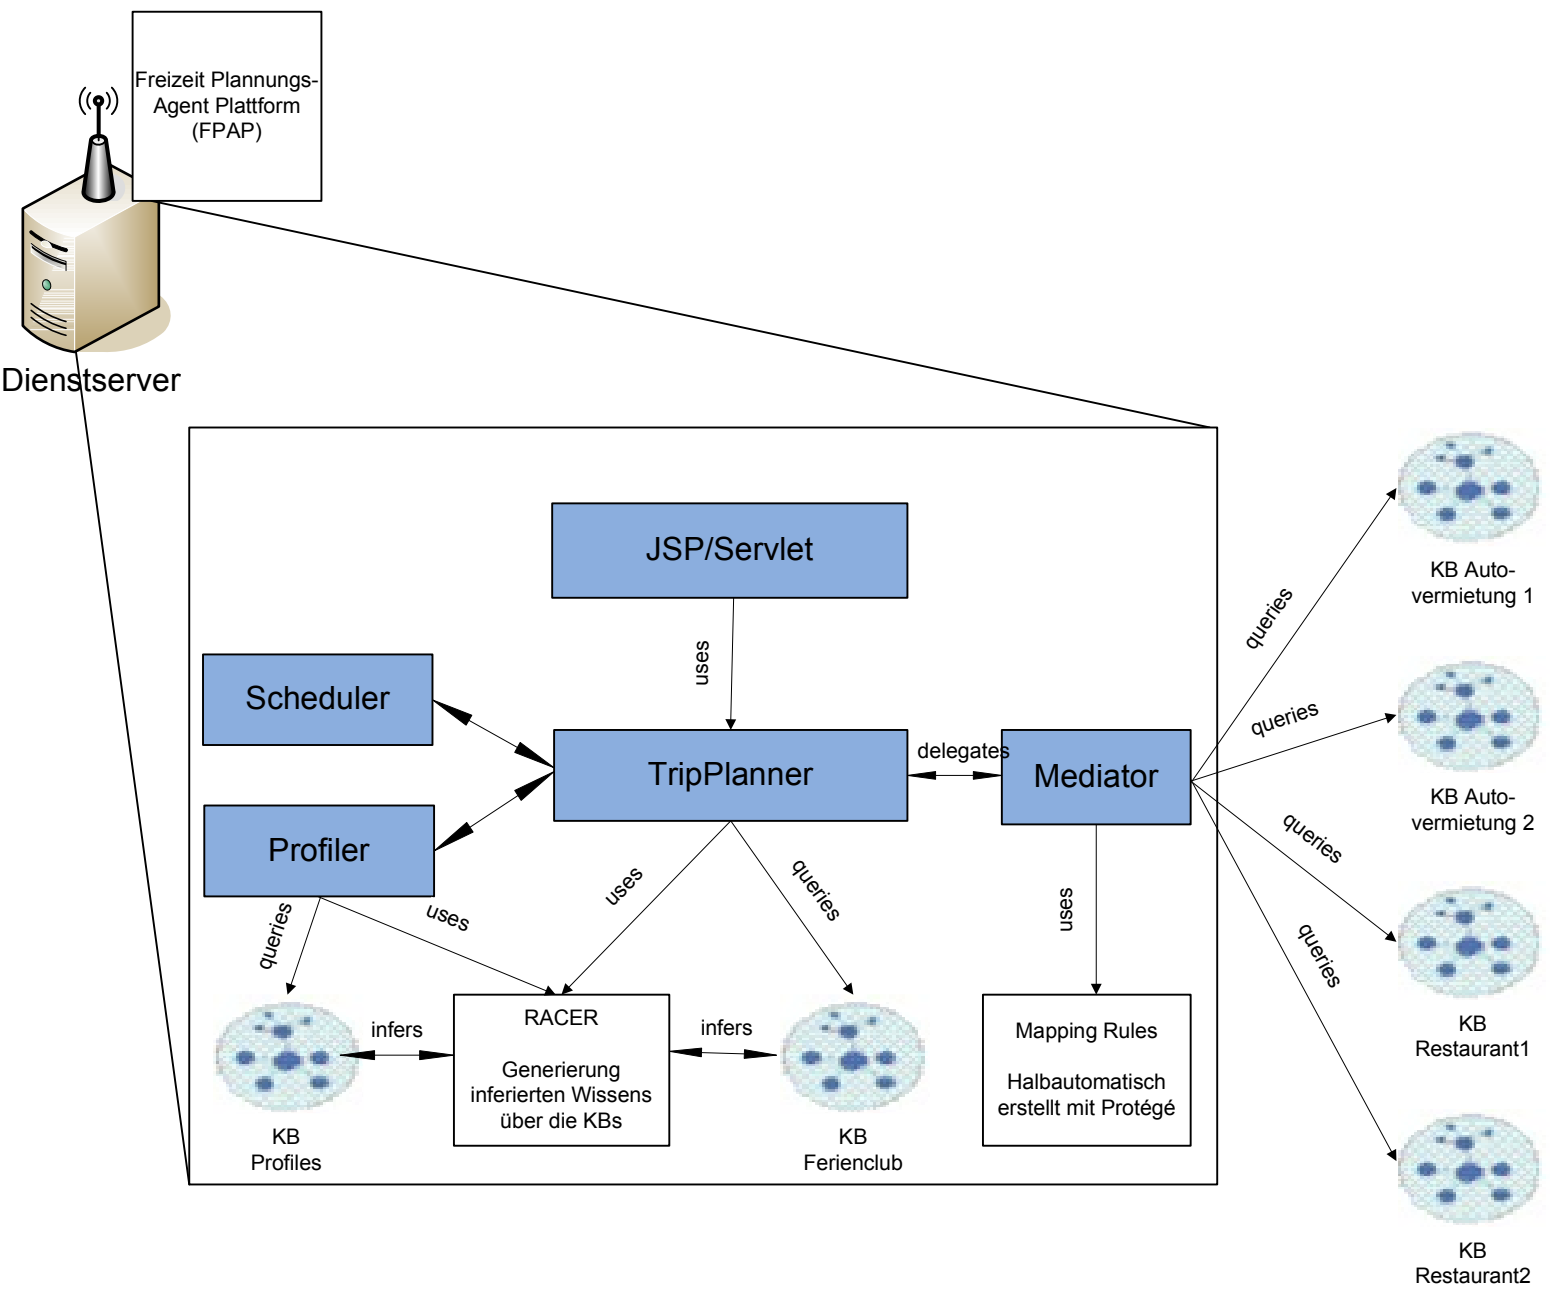 Freizeit Plannungs-
Agent Plattform
(FPAP)
Dienstserver
JSP/Servlet
uses
Scheduler
TripPlanner
delegates
Mediator
Profiler
queries
uses
uses
queries
uses
queries
queries
queries
queries
KB Auto-
vermietung 1
KB Auto-
vermietung 2
KB
Restaurant1
KB
Restaurant2
infers
RACER
Generierung
inferierten Wissens
über die KBs
infers
Mapping Rules
Halbautomatisch
erstellt mit Protégé
KB
Profiles
KB
Ferienclub